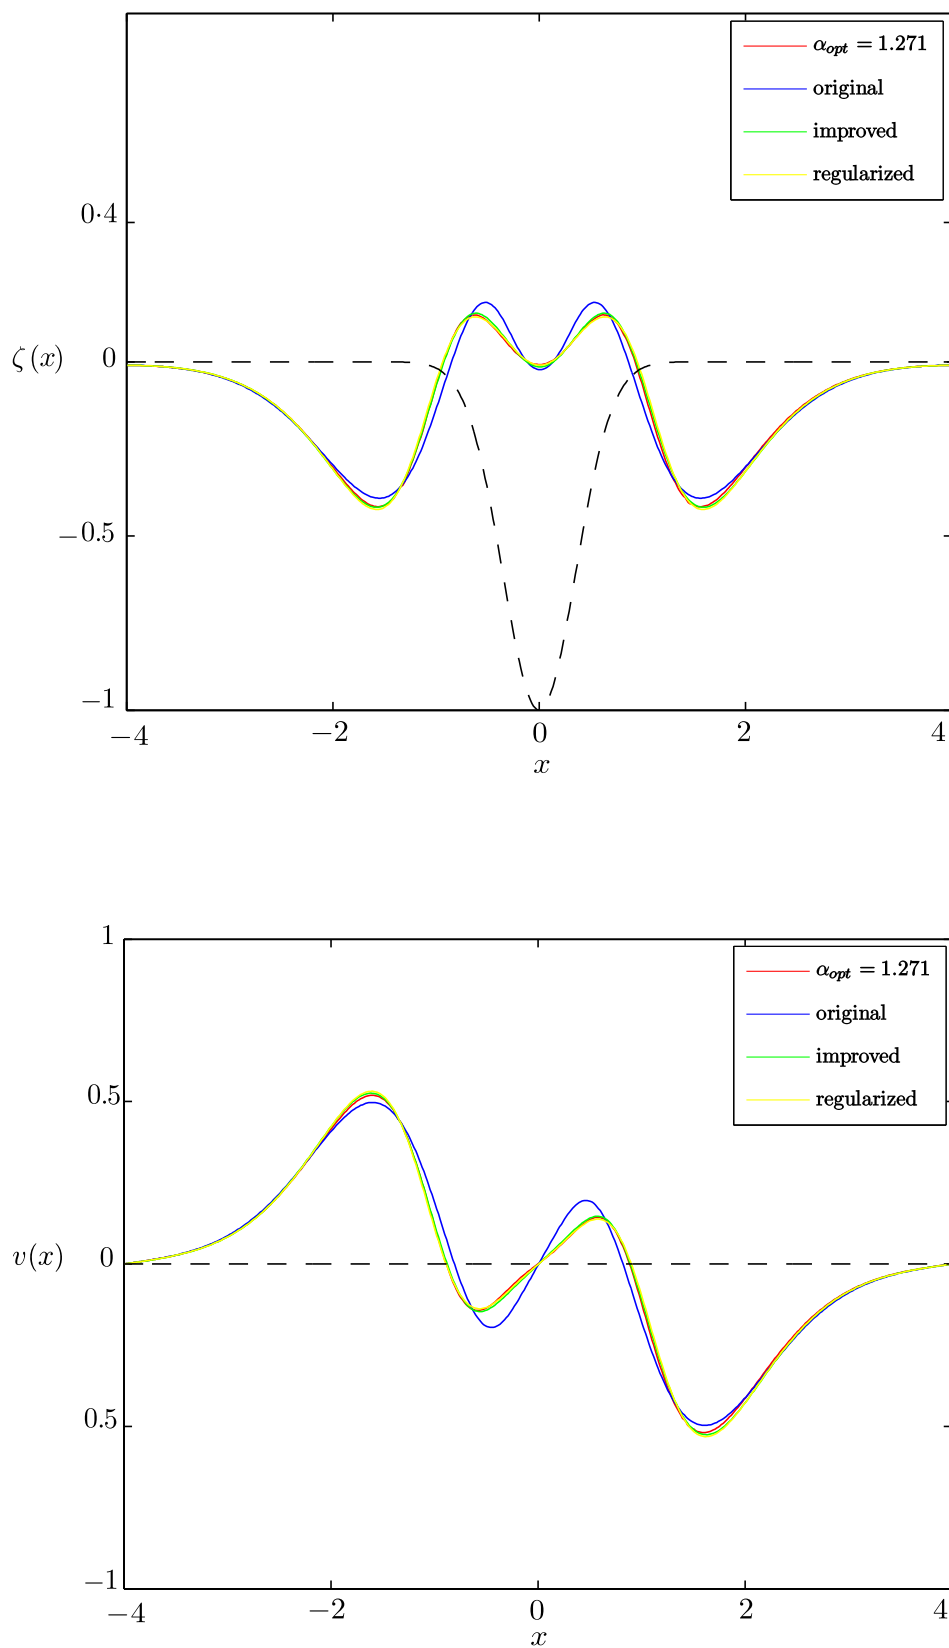 α_opt = 1.271
original
improved
regularized
0·4
ζ(x)
0
−0.5
−1
−4
−2
0
2
4
x
1
α_opt = 1.271
original
improved
regularized
0.5
v(x)
0
0.5
−1
−4
−2
0
2
4
x